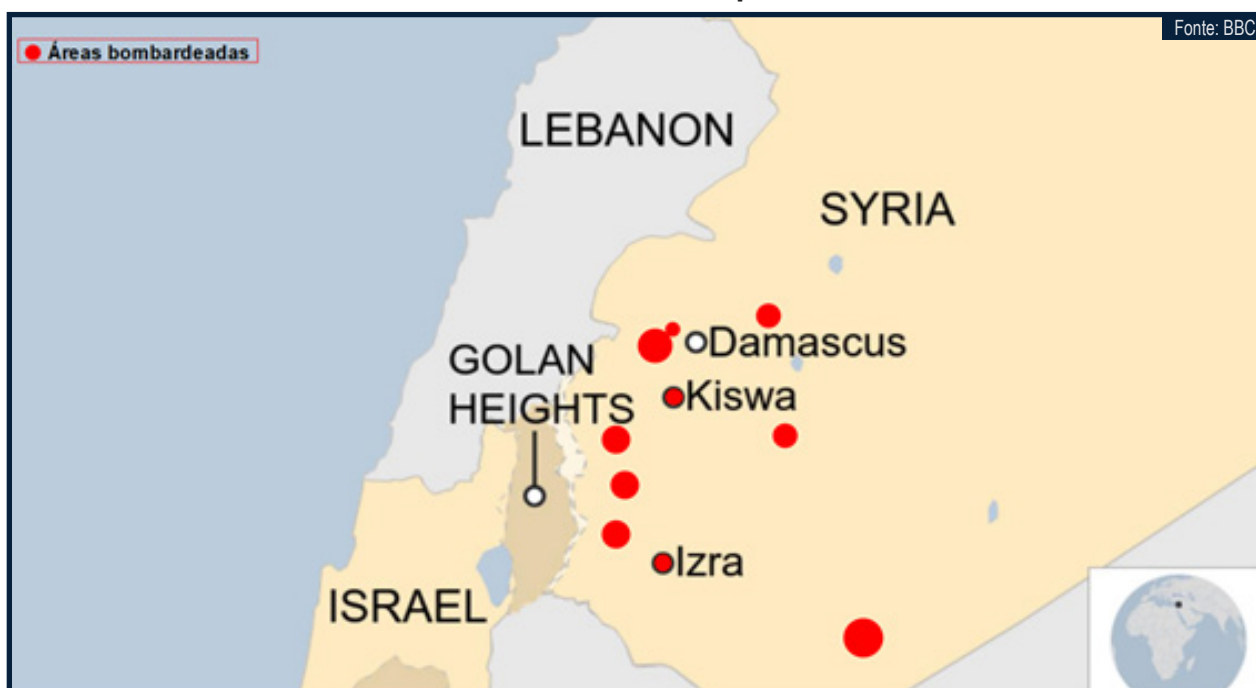 Fonte: BBC
Áreas bombardeadas
LEBANON
SYRIA
Damascus
GOLAN
HEIGHTS
Kiswa
Izra
ISRAEL